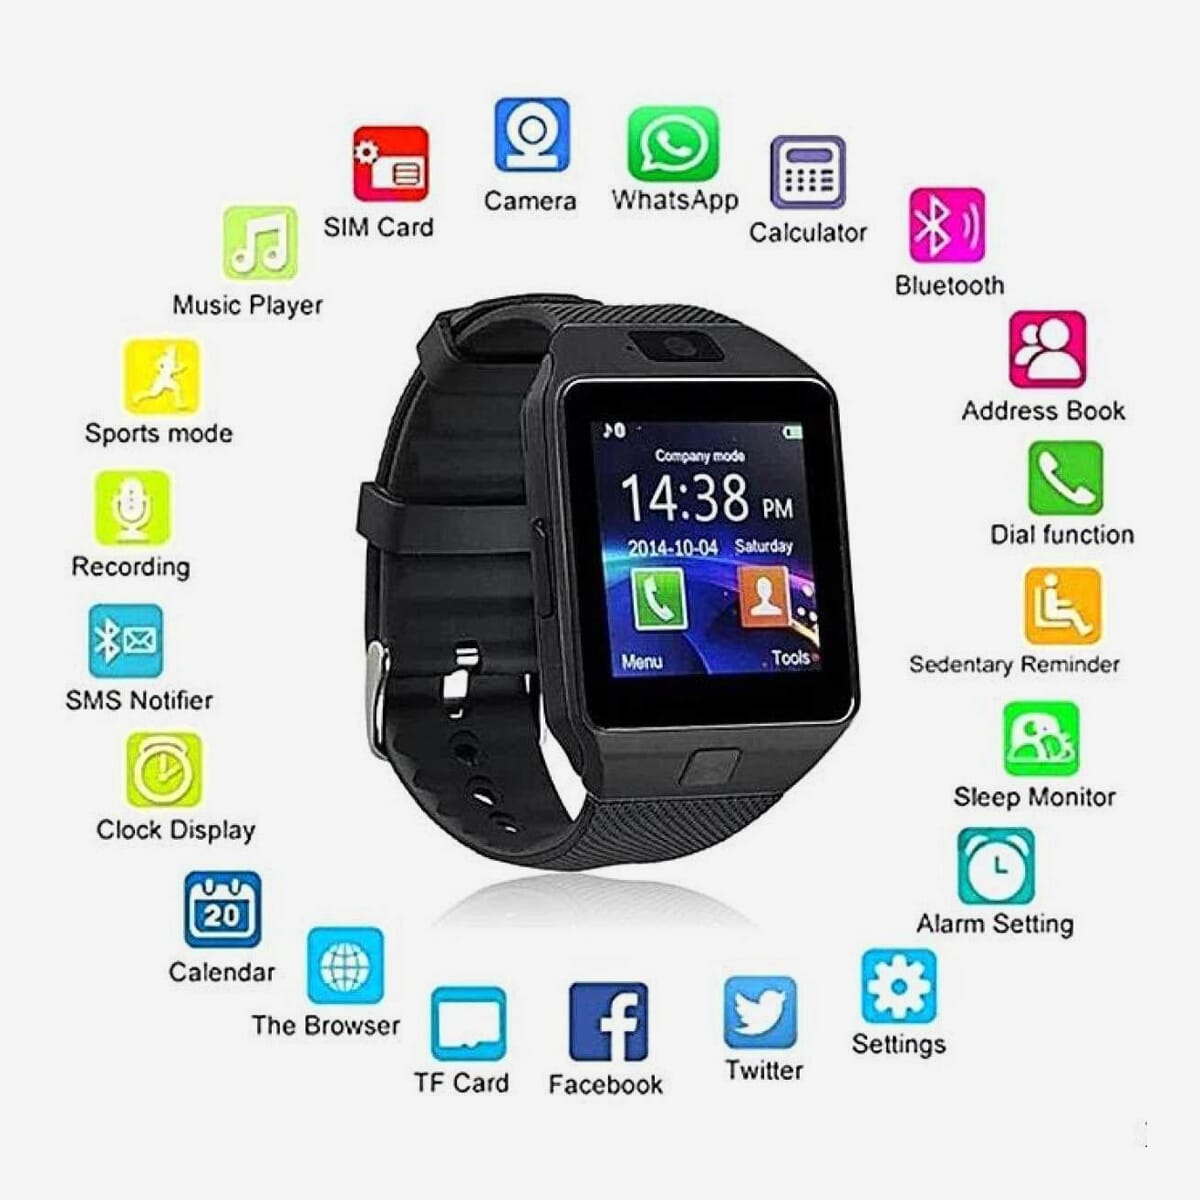 Camera
WhatsApp
SIM Card
Calculator
Bluetooth
Music Player
Address Book
Sports mode
Company mode
14:38 PM
2014-10-04 Saturday
Menu
Tools
Dial function
Recording
Sedentary Reminder
SMS Notifier
Sleep Monitor
Clock Display
Alarm Setting
20
Calendar
The Browser
Settings
TF Card
Facebook
Twitter